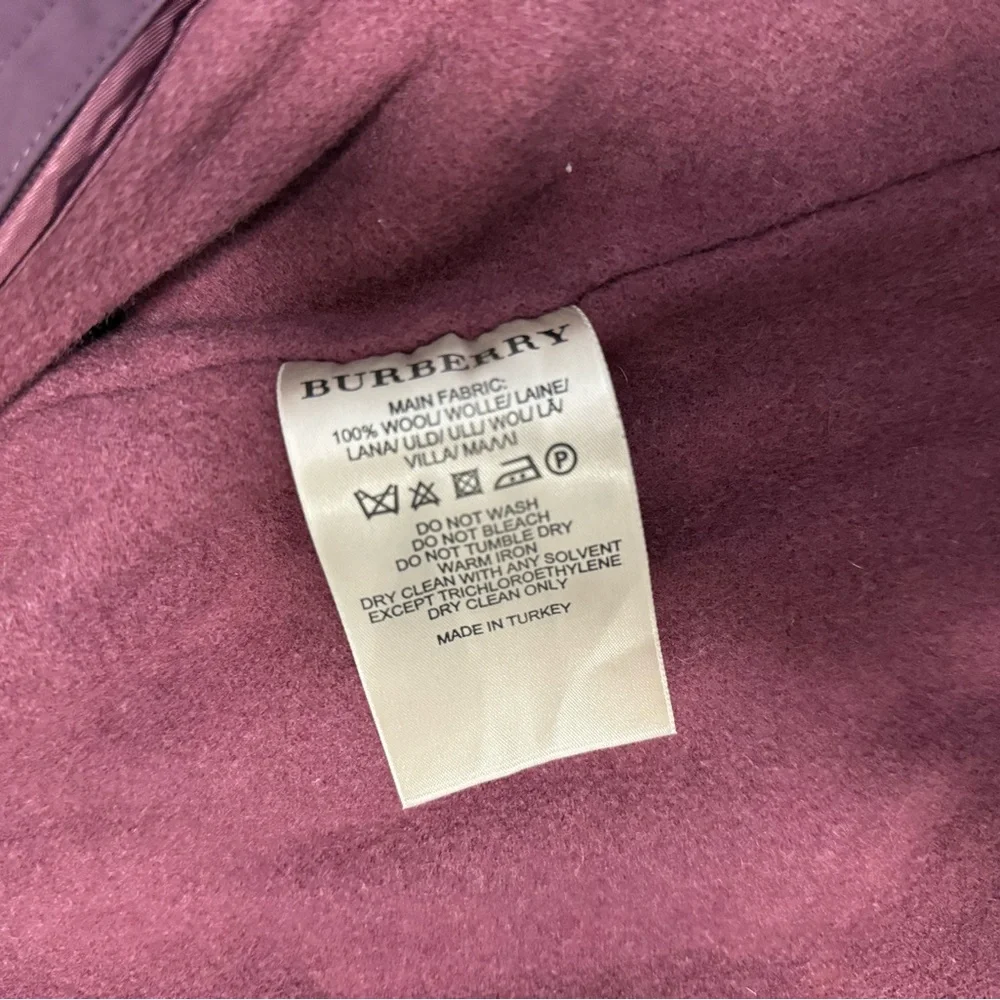 BURBERRY
MAIN FABRIC:
100% WOOL/ WOLLE/ LAINE/
LANA/ ULD/ ULL/ WOL/ LÃ/
VILLA/ ΜΑΛΛΙ
P
DO NOT WASH
DO NOT BLEACH
DO NOT TUMBLE DRY
WARM IRON
DRY CLEAN WITH ANY SOLVENT
EXCEPT TRICHLOROETHYLENE
DRY CLEAN ONLY
MADE IN TURKEY